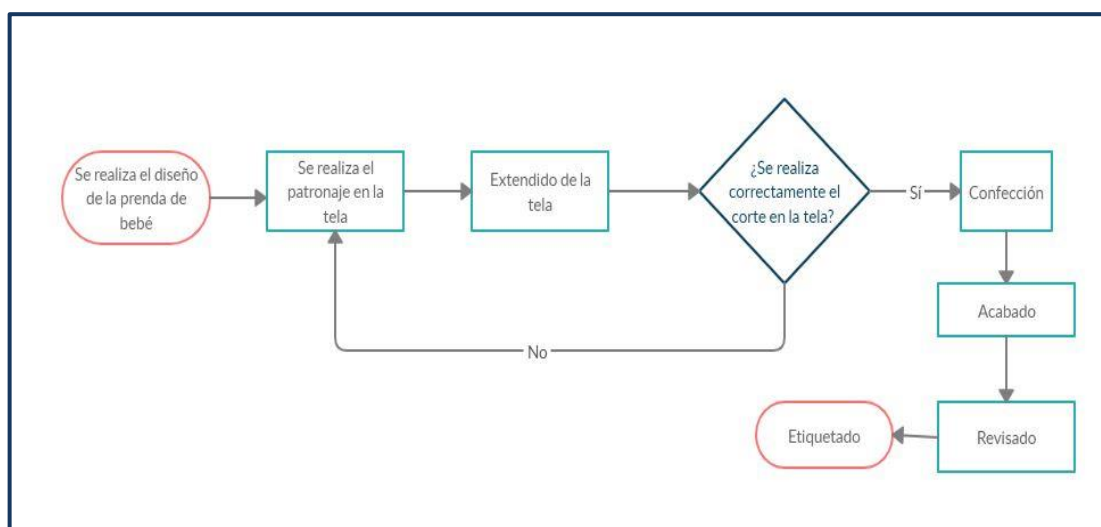 Se realiza el diseño
de la prenda de
bebé
Se realiza el
patronaje en la
tela
Extendido de la
tela
¿Se realiza
correctamente el
corte en la tela?
Sí
Confección
No
Acabado
Revisado
Etiquetado